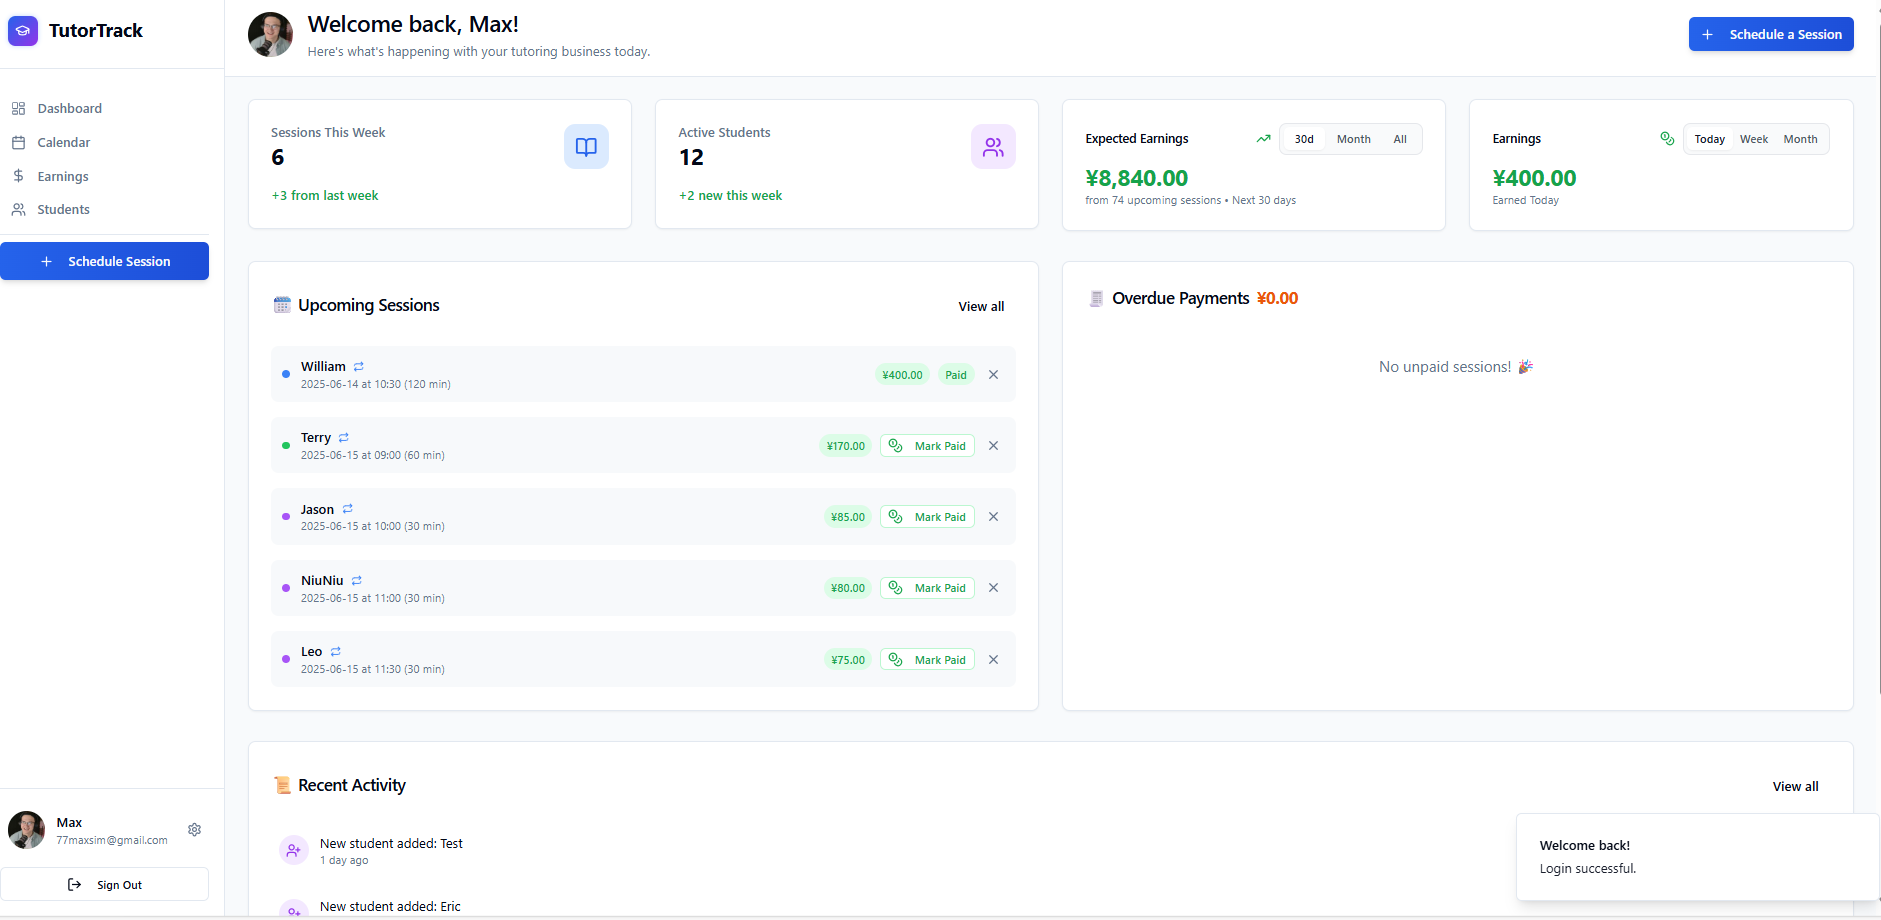 TutorTrack
Dashboard
Calendar
Earnings
Students
Schedule Session
Max
77maxsim@gmail.com
Sign Out
Welcome back, Max!
Here's what's happening with your tutoring business today.
Schedule a Session
Sessions This Week
6
+3 from last week
Active Students
12
+2 new this week
Expected Earnings
30d Month All
¥8,840.00
from 74 upcoming sessions • Next 30 days
Earnings
Today Week Month
¥400.00
Earned Today
Upcoming Sessions
View all
William
2025-06-14 at 10:30 (120 min)
¥400.00 Paid
Terry
2025-06-15 at 09:00 (60 min)
¥170.00 Mark Paid
Jason
2025-06-15 at 10:00 (30 min)
¥85.00 Mark Paid
NiuNiu
2025-06-15 at 11:00 (30 min)
¥80.00 Mark Paid
Leo
2025-06-15 at 11:30 (30 min)
¥75.00 Mark Paid
Overdue Payments ¥0.00
No unpaid sessions! 🎉
Recent Activity
View all
New student added: Test
1 day ago
New student added: Eric
Welcome back!
Login successful.